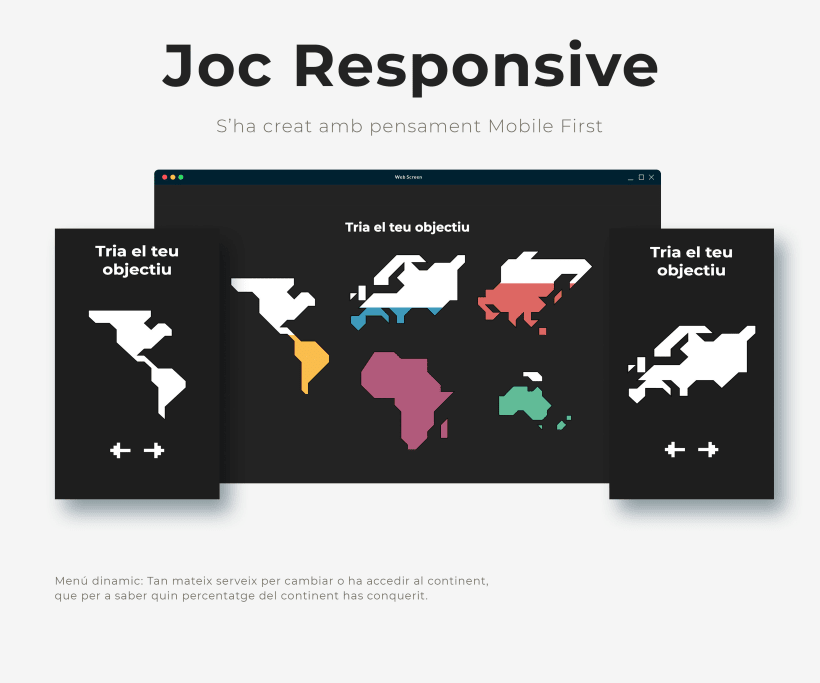 Joc Responsive
S’ha creat amb pensament Mobile First
Web Screen
Tria el teu objectiu
Tria el teu
objectiu
Tria el teu
objectiu
Menú dinamic: Tan mateix serveix per cambiar o ha accedir al continent,
que per a saber quin percentatge del continent has conquerit.